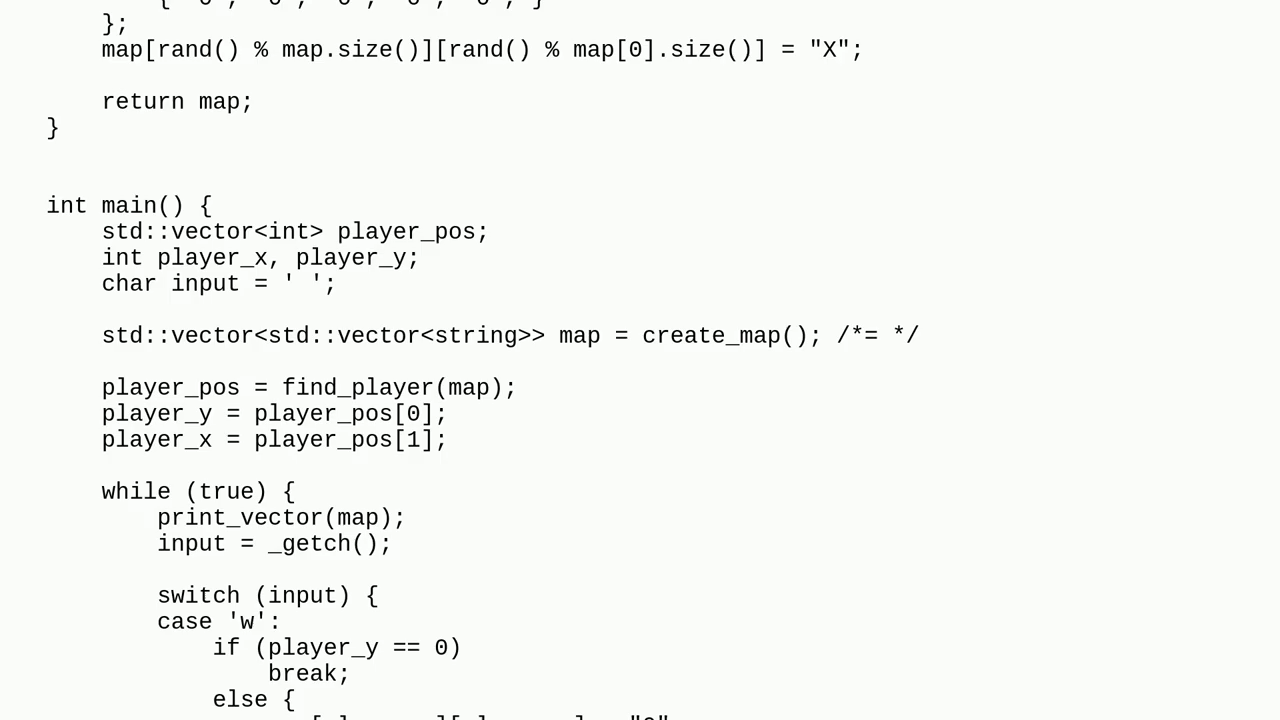 };
map[rand() % map.size()][rand() % map[0].size()] = "X";
return map;
}
int main() {
std::vector<int> player_pos;
int player_x, player_y;
char input = ' ';
std::vector<std::vector<string>> map = create_map(); /*= */
player_pos = find_player(map);
player_y = player_pos[0];
player_x = player_pos[1];
while (true) {
print_vector(map);
input = _getch();
switch (input) {
case 'w':
if (player_y == 0)
break;
else {